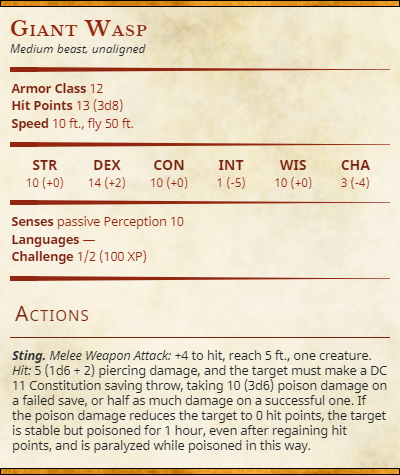 Giant Wasp
Medium beast, unaligned
Armor Class 12
Hit Points 13 (3d8)
Speed 10 ft., fly 50 ft.
STR DEX CON INT WIS CHA
10 (+0) 14 (+2) 10 (+0) 1 (-5) 10 (+0) 3 (-4)
Senses passive Perception 10
Languages —
Challenge 1/2 (100 XP)
Actions
Sting. Melee Weapon Attack: +4 to hit, reach 5 ft., one creature.
Hit: 5 (1d6 + 2) piercing damage, and the target must make a DC
11 Constitution saving throw, taking 10 (3d6) poison damage on
a failed save, or half as much damage on a successful one. If
the poison damage reduces the target to 0 hit points, the target
is stable but poisoned for 1 hour, even after regaining hit
points, and is paralyzed while poisoned in this way.